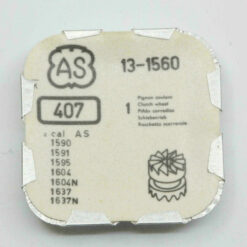 AS
13-1560
K
407
1
Pignon coulant
Clutch wheel
Piñón corredizo
Schiebetrieb
Rocchetto scorrevole
x cal AS
1590
1591
1595
1604
1604N
1637
1637N